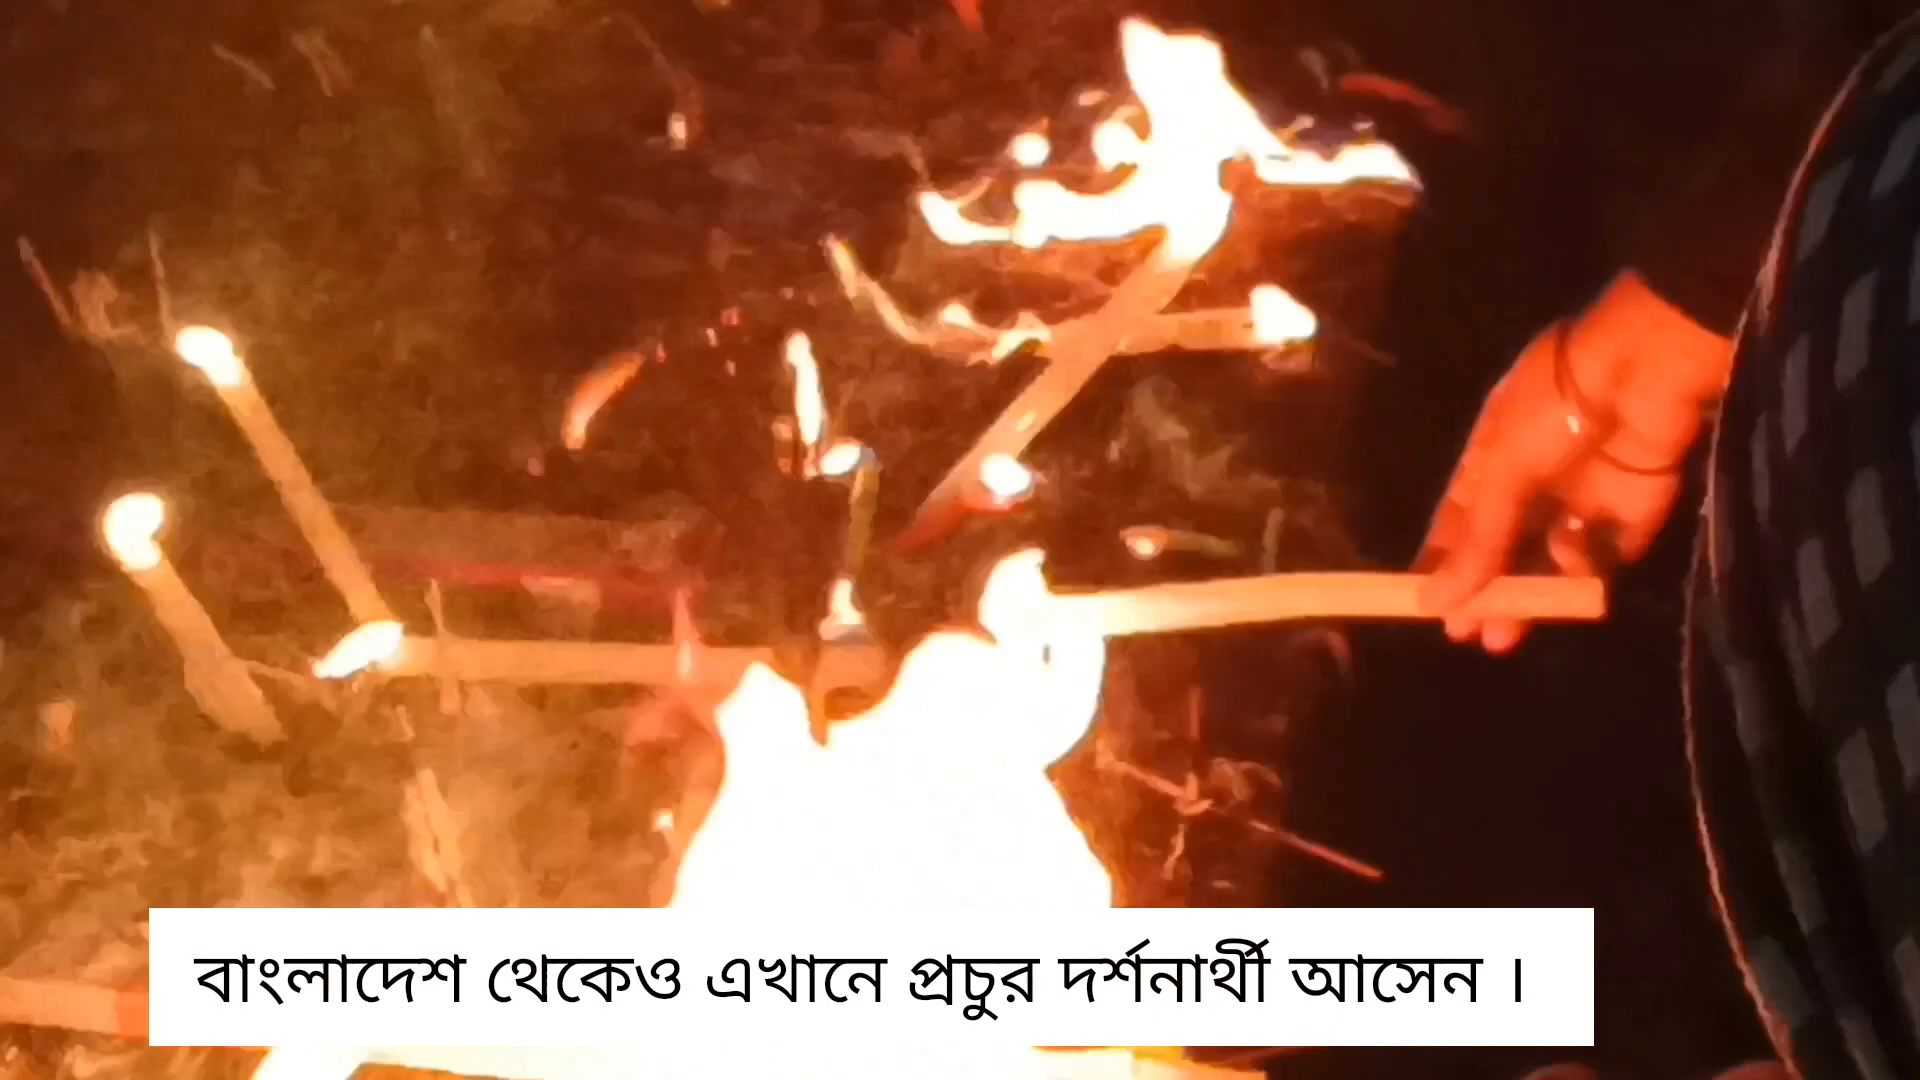 বাংলাদেশ থেকেও এখানে প্রচুর দর্শনার্থী আসেন ।